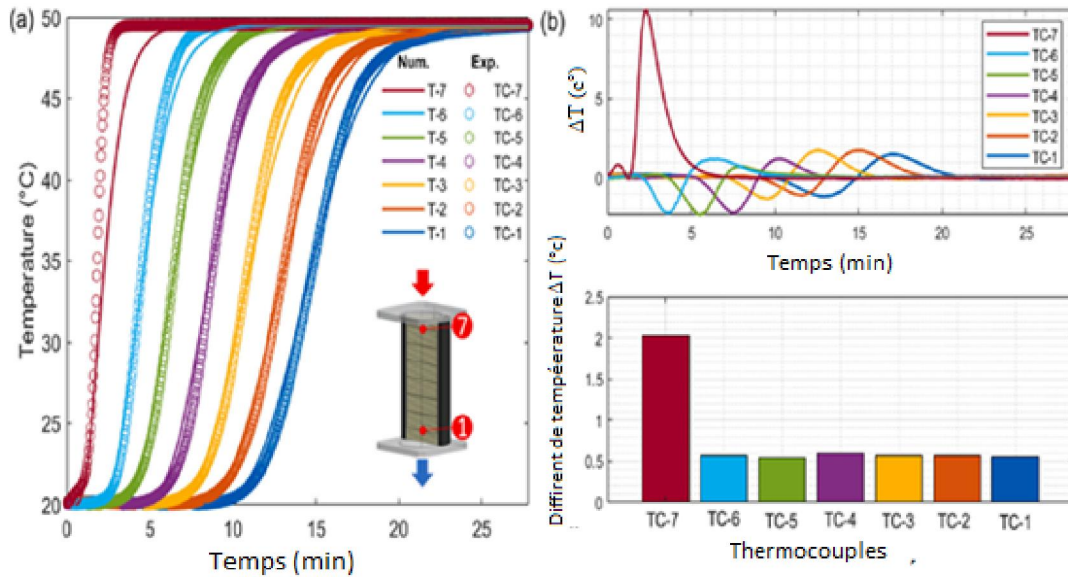 (a)
50
45
40
35
30
25
20
0
5
10
15
20
25
Temperature (°C)
Temps (min)
Num. Exp.
T-7 TC-7
T-6 TC-6
T-5 TC-5
T-4 TC-4
T-3 TC-3
T-2 TC-2
T-1 TC-1
7
1
(b)
10
5
0
0
5
10
15
20
25
ΔT (c°)
Temps (min)
TC-7
TC-6
TC-5
TC-4
TC-3
TC-2
TC-1
Diffirent de tempéerature ΔT (°c)
2.5
2
1.5
1
0.5
0
TC-7 TC-6 TC-5 TC-4 TC-3 TC-2 TC-1
Thermocouples ,